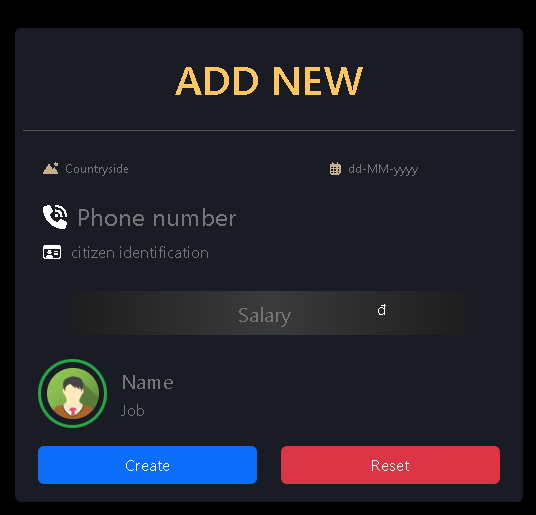 ADD NEW
Countryside dd-MM-yyyy
Phone number
citizen identification
Salary đ
Name
Job
Create Reset